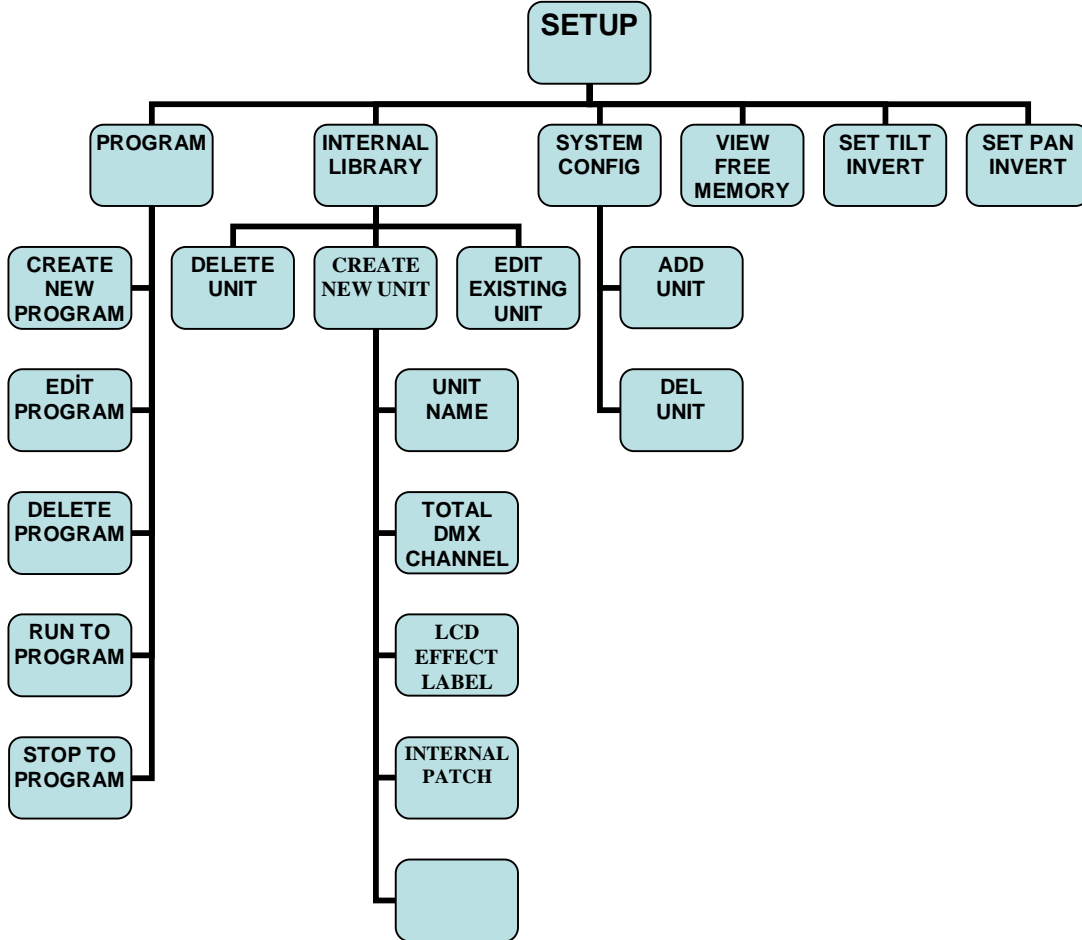 SETUP
PROGRAM
INTERNAL
LIBRARY
SYSTEM
CONFIG
VIEW
FREE
MEMORY
SET TILT
INVERT
SET PAN
INVERT
CREATE
NEW
PROGRAM
DELETE
UNIT
CREATE
NEW UNIT
EDIT
EXISTING
UNIT
ADD
UNIT
EDİT
PROGRAM
UNIT
NAME
DEL
UNIT
DELETE
PROGRAM
TOTAL
DMX
CHANNEL
RUN TO
PROGRAM
LCD
EFFECT
LABEL
STOP TO
PROGRAM
INTERNAL
PATCH